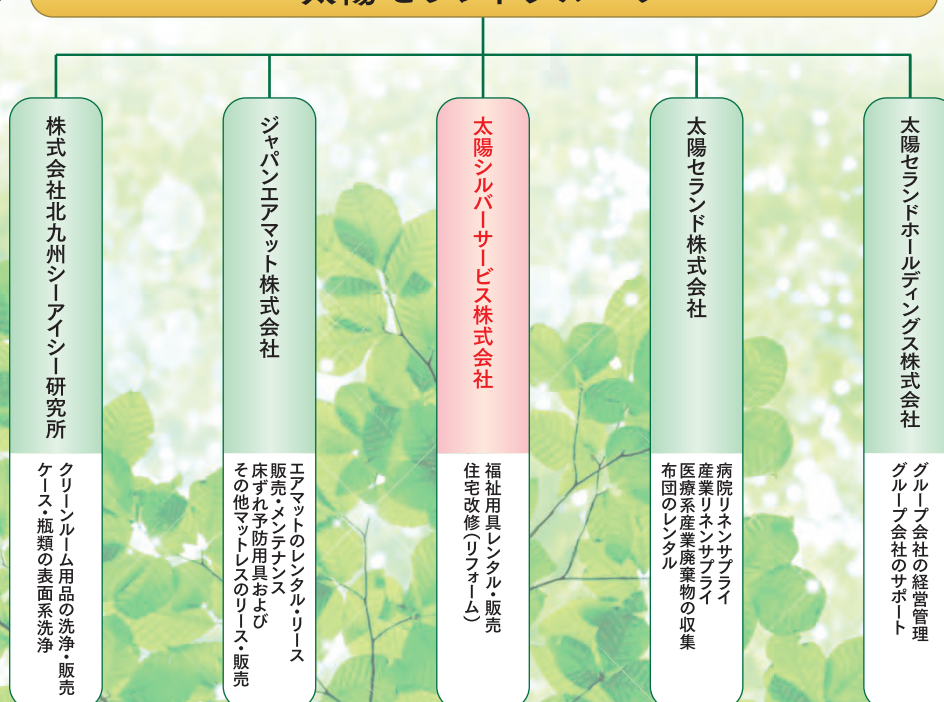 太陽セランドグループ
太陽セランドホールディングス株式会社
グループ会社の経営管理
グループ会社のサポート
太陽セランド株式会社
病院リネンサプライ
産業リネンサプライ
医療系産業廃棄物の収集
布団のレンタル
太陽シルバーサービス株式会社
福祉用具レンタル・販売
住宅改修(リフォーム)
ジャパンエアマット株式会社
エアマットのレンタル・リース
販売・メンテナンス
床ずれ予防用具および
その他マットレスのリース・販売
株式会社北九州シーアイシー研究所
クリーンルーム用品の洗浄・販売
ケース・瓶類の表面系洗浄